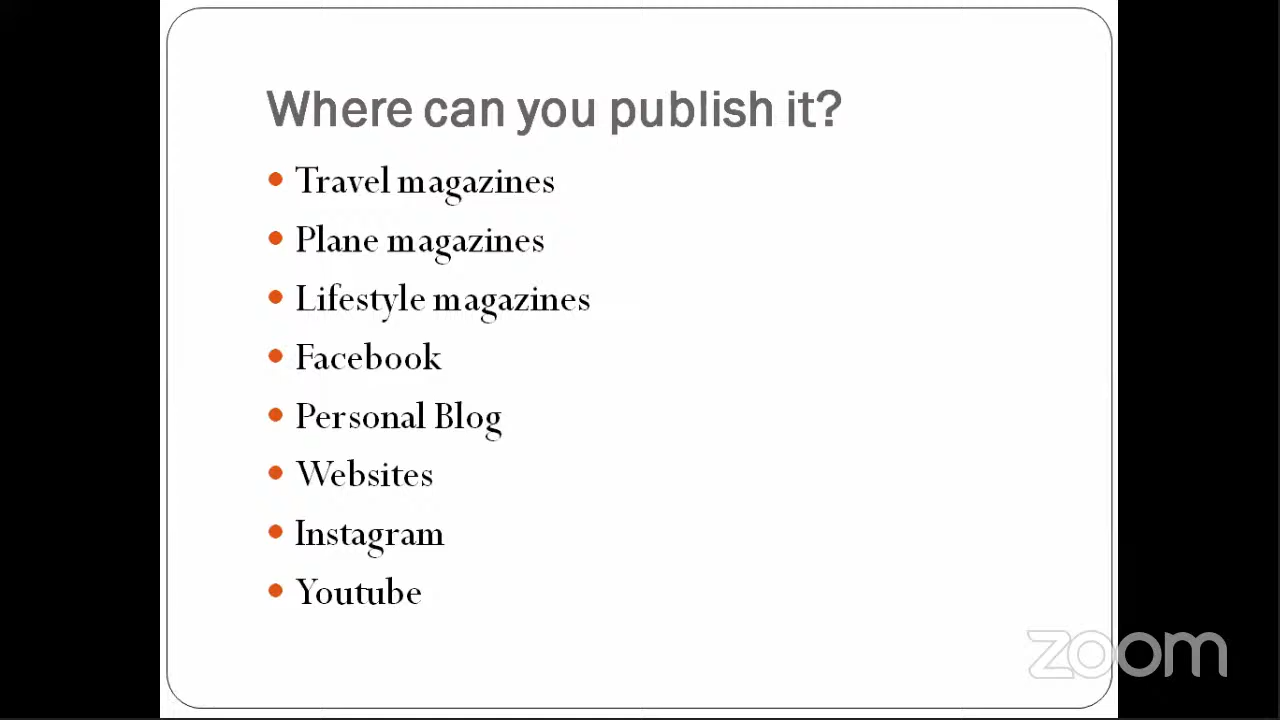 Where can you publish it?
• Travel magazines
• Plane magazines
• Lifestyle magazines
• Facebook
• Personal Blog
• Websites
• Instagram
• Youtube
zoom